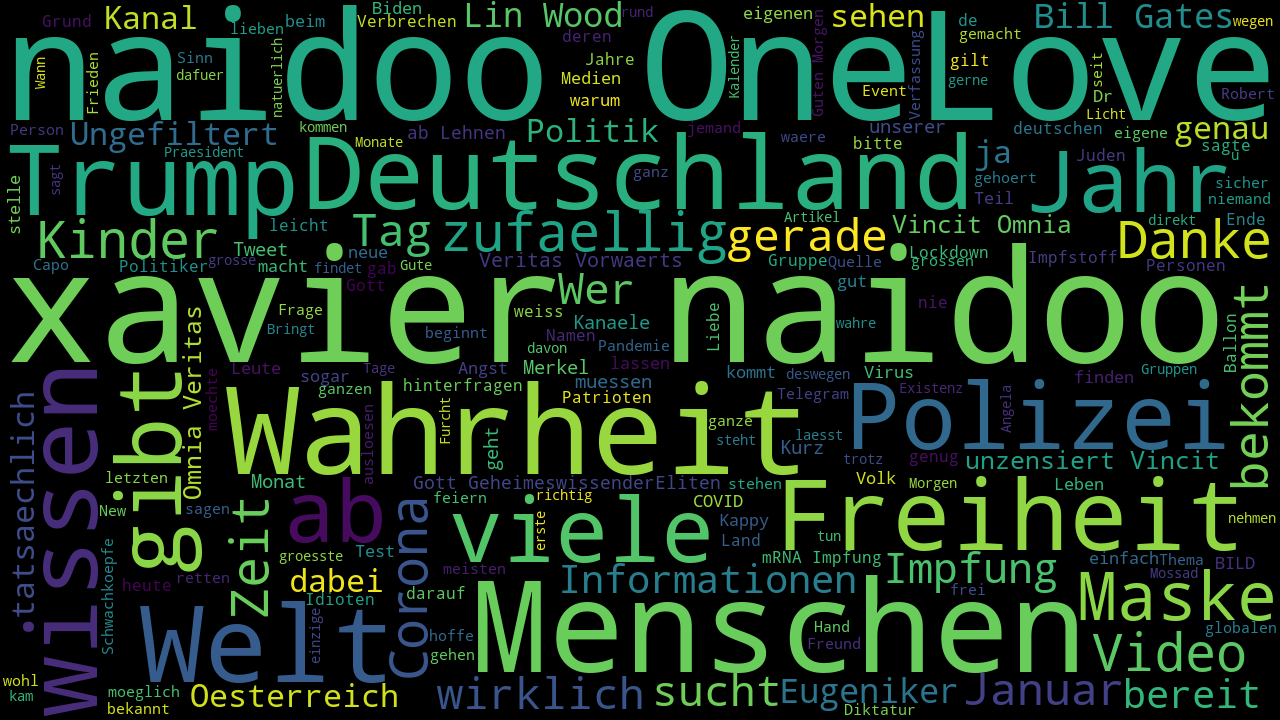 Grund
Kanal
lieben
beim
Biden
Verbrechen
Lin Wood
rund
deren
eigenen
sehen
de
gemacht
Bill Gates
wegen
naidoo OneLove
Wann
Frieden
Sinn
dafuer
natuerlich
Jahre
Medien
warum
Kalender
Guten Morgen
Event
Verfassung
gilt
gerne
seit
Dr
Licht
Robert
Person
Ungefiltert
kommen
Monate
ab Lehnen
Politik
jemand
waere
bitte
unserer
deutschen
eigene
genau
sagte
u
Praesident
Trump
Deutschland
ganz
ja
gehoert
Teil
Juden
Jahr
sicher
niemand
stelle
sagt
leicht
Kinder
Tag
zufaellig
gerade
Artikel
Vincit Omnia
direkt
Ende
Danke
Capo
Politiker
Tweet
grosse
macht
neue
findet
gab
Gott
Gute
Veritas Vorwaerts
Gruppe
Quelle
Lockdown
grossen
Impfstoff
Personen
xavier naidoo
Frage
Bringt
Wer
weiss
Kanaele
beginnt
Namen
davon
Pandemie
Liebe
gut
nie
wahre
Ballon
bekommt
Leute
sogar
Tage
Angst
Merkel
lassen
kommt
deswegen
Virus
finden
Gruppen
wissen
gibt
Omnia Veritas
moechte
ganzen
hinterfragen
muessen
Patrioten
Telegram
Existenz
Angela
tatsaechlich
Wahrheit
ausloesen
Furcht
geht
ganze
steht
Kurz
laesst
trotz
genug
Polizei
unzensiert Vincit
letzten
Monat
Gott GeheimeswissenderEliten
stehen
Volk
Morgen
Leben
New
sagen
zeit
ab
feiern
richtig
erste
COVID
Kappy
Land
viele
Freiheit
tun
nehmen
Schwachkoepfe
groesste
Test
Corona
meisten
mRNA Impfung
einfach
Thema
Mossad
BILD
heute
retten
dabei
Idioten
darauf
Informationen
Impfung
frei
Maske
globalen
Welt
einzige
hoffe
gehen
Menschen
Hand
Freund
Video
wohl
kam
moeglich
bekannt
Oesterreich
wirklich
sucht
Eugeniker
Diktatur
Januar
bereit